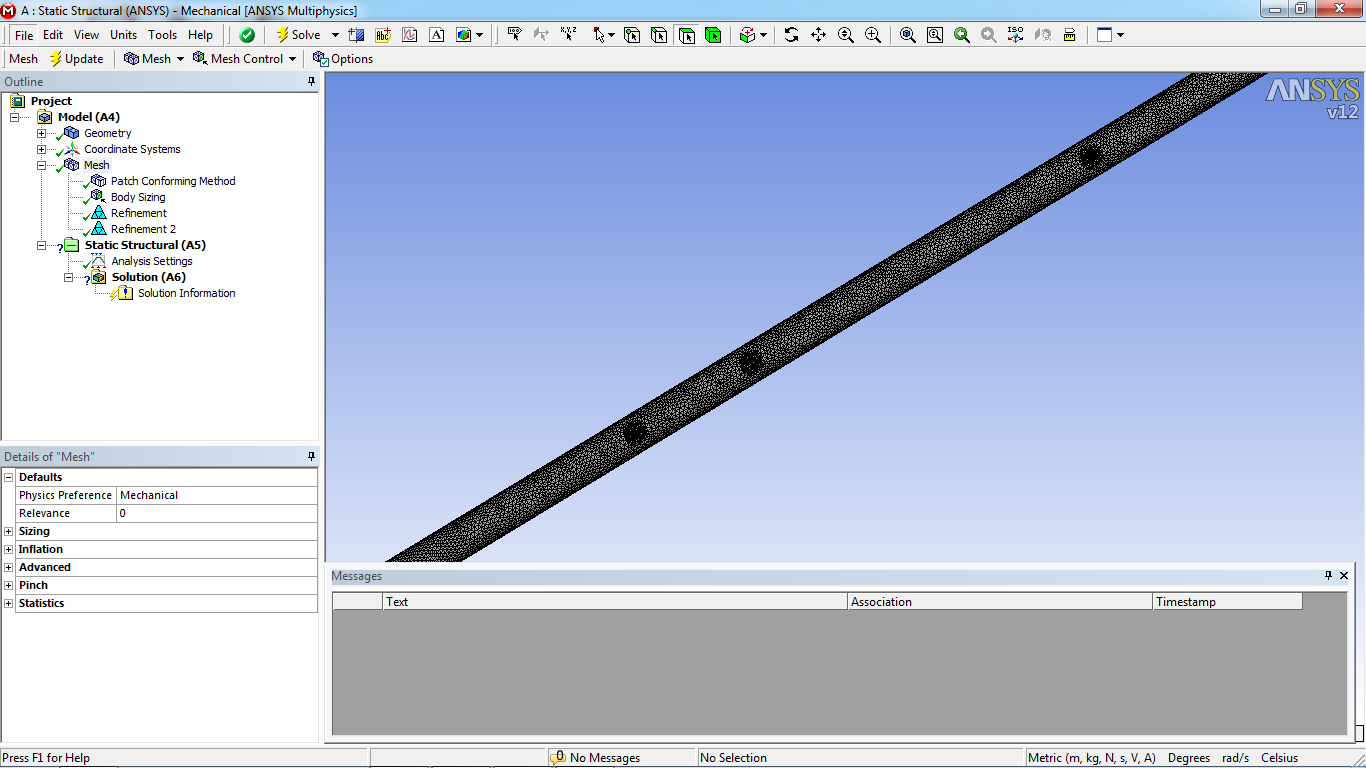 A : Static Structural (ANSYS) - Mechanical [ANSYS Multiphysics]
File Edit View Units Tools Help Solve
Mesh Update Mesh Mesh Control Options
Outline
Project
Model (A4)
Geometry
Coordinate Systems
Mesh
Patch Conforming Method
Body Sizing
Refinement
Refinement 2
Static Structural (A5)
Analysis Settings
Solution (A6)
Solution Information
ANSYS
v12
Details of "Mesh"
Defaults
Physics Preference Mechanical
Relevance 0
Sizing
Inflation
Advanced
Pinch
Statistics
Messages
Text Association Timestamp
Press F1 for Help 0 No Messages No Selection Metric (m, kg, N, s, V, A) Degrees rad/s Celsius